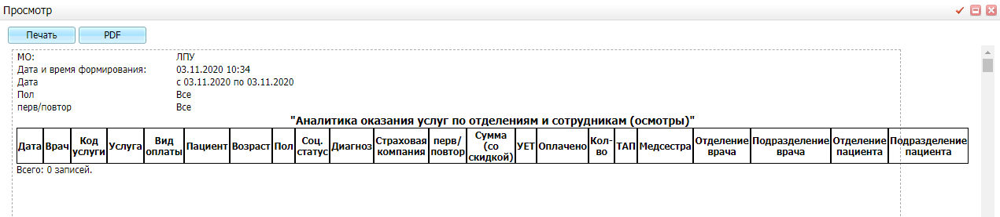 Просмотр
Печать PDF
МО: ЛПУ
Дата и время формирования: 03.11.2020 10:34
Дата с 03.11.2020 по 03.11.2020
Пол Все
перв/повтор Все
"Аналитика оказания услуг по отделениям и сотрудникам (осмотры)"
Дата Врач Код услуги Услуга Вид оплаты Пациент Возраст Пол Соц. статус Диагноз Страховая компания перв/повтор Сумма (со скидкой) УЕТ Оплачено Кол-во ТАП Медсестра Отделение врача Подразделение врача Отделение пациента Подразделение пациента
Всего: 0 записей.